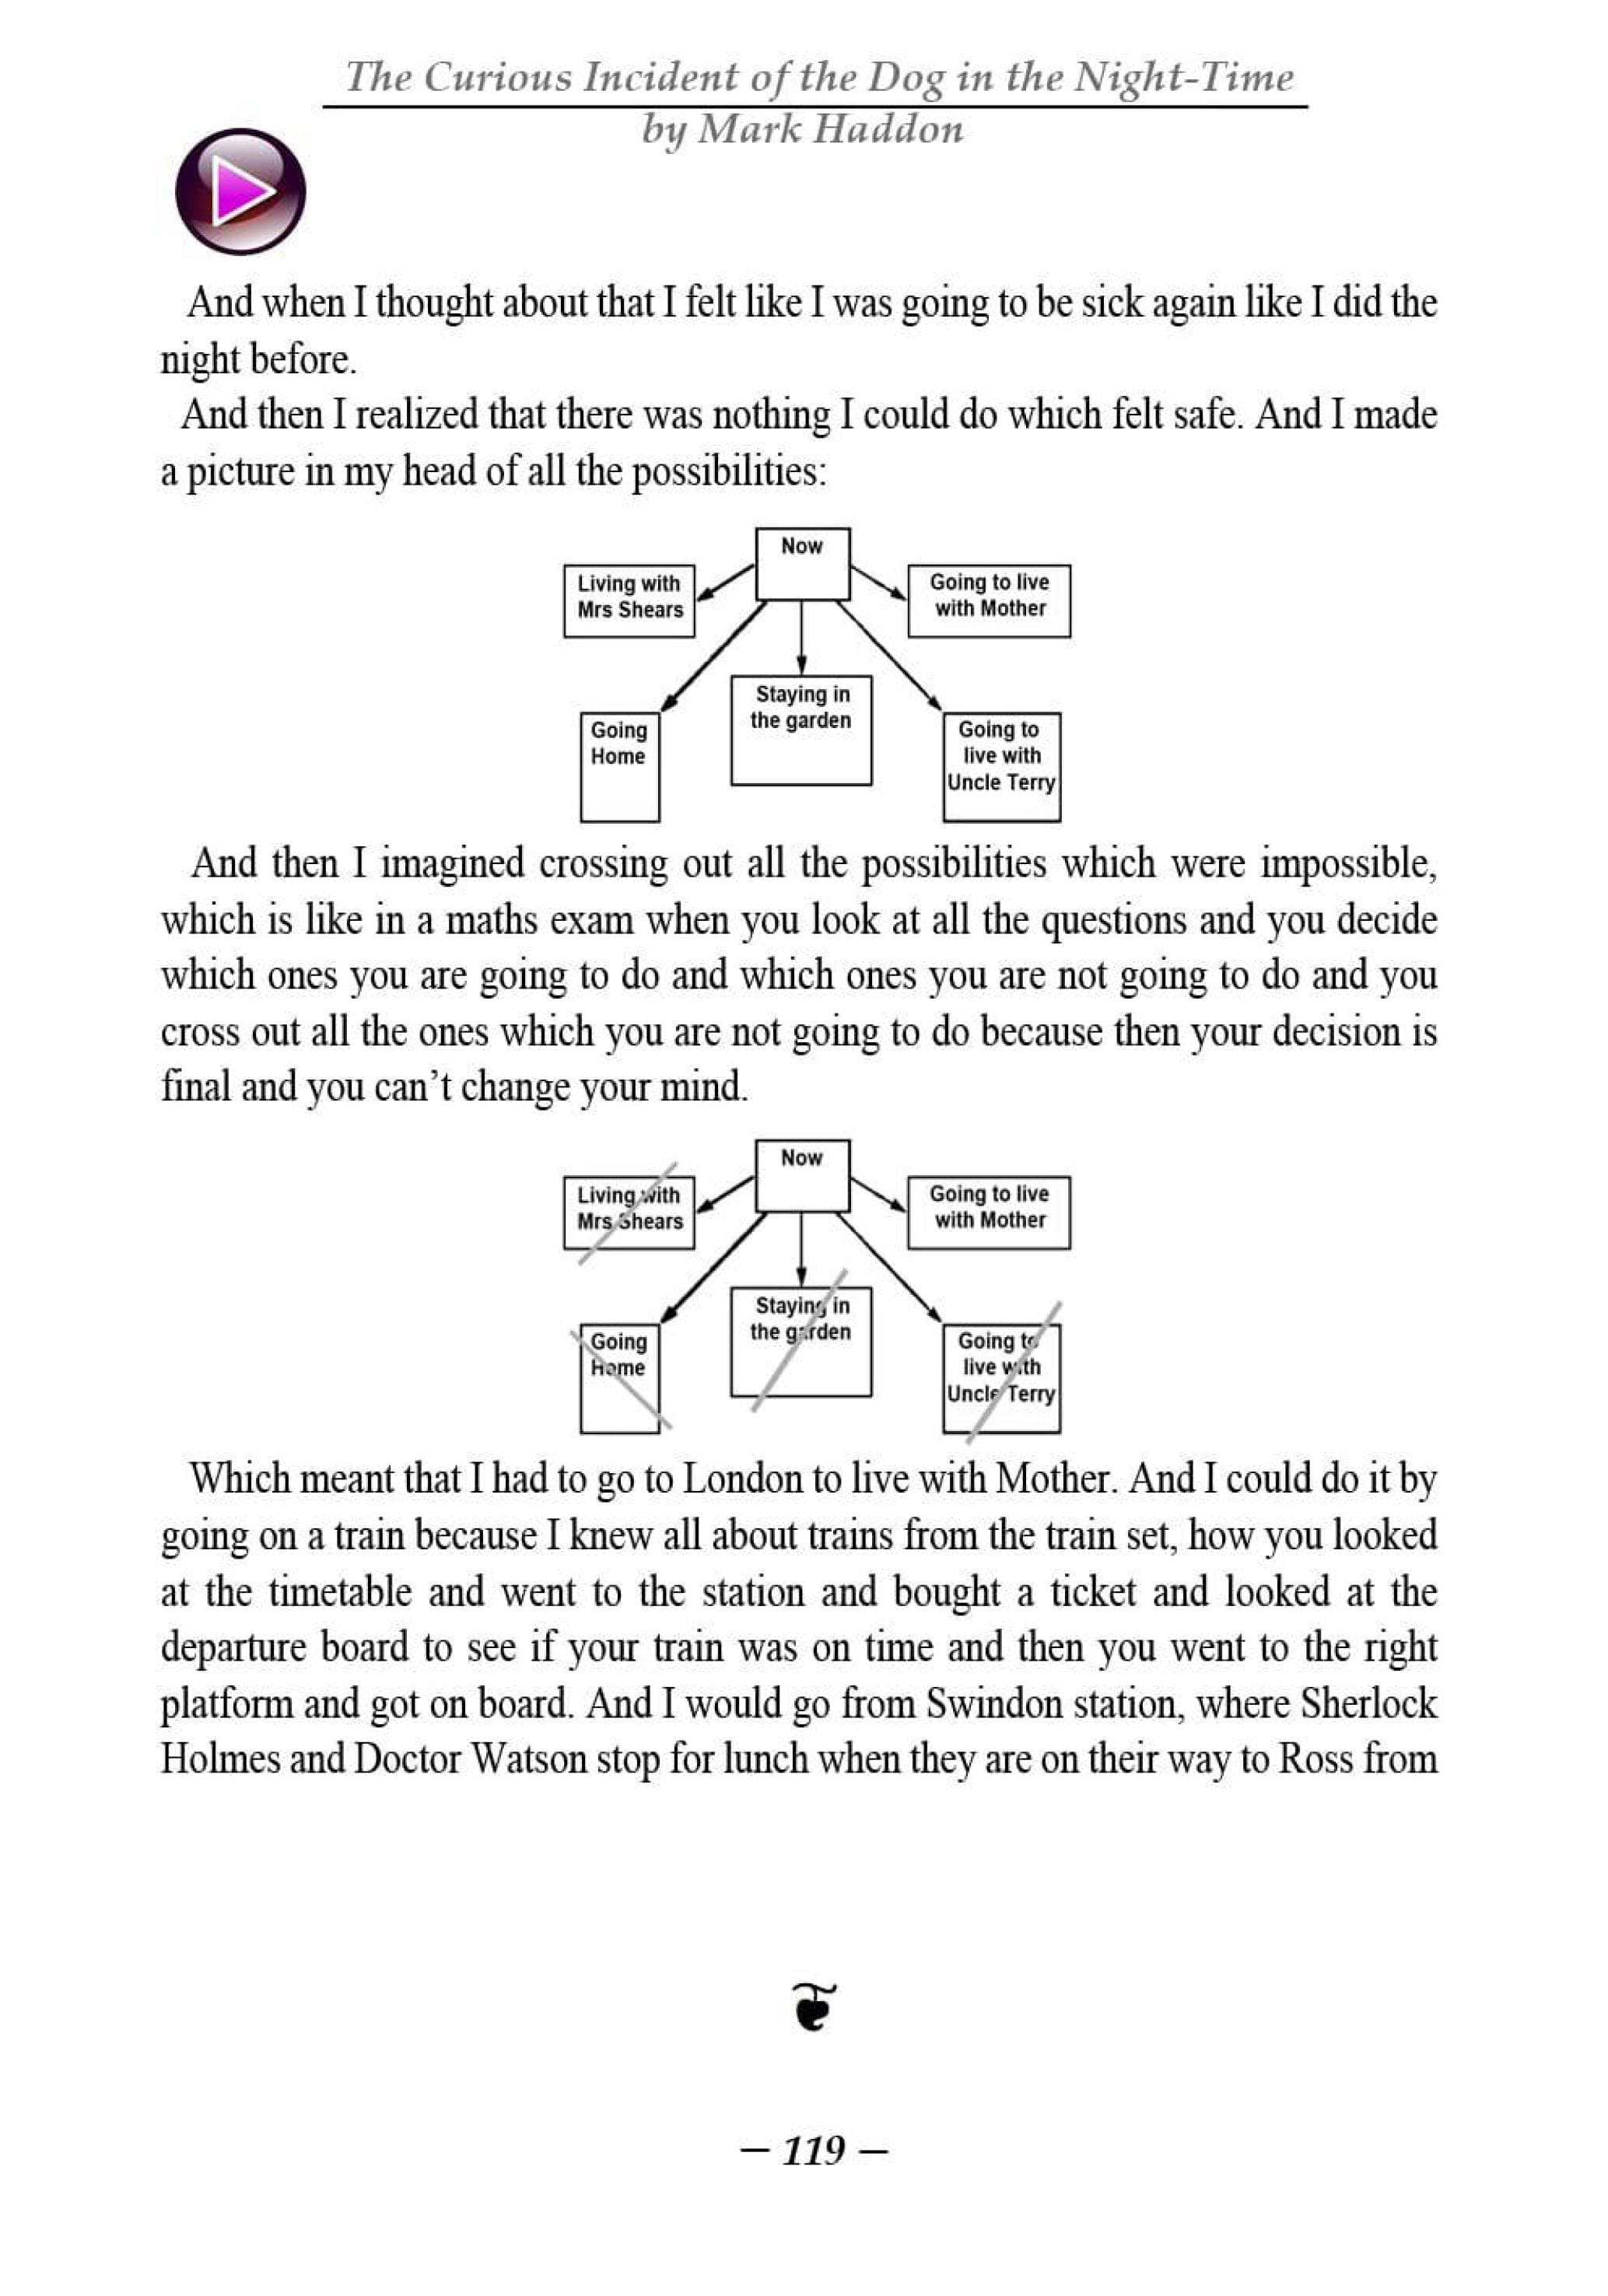 The Curious Incident of the Dog in the Night-Time
by Mark Haddon
And when I thought about that I felt like I was going to be sick again like I did the
night before.
And then I realized that there was nothing I could do which felt safe. And I made
a picture in my head of all the possibilities:
Now
Living with
Mrs Shears
Going to live
with Mother
Going
Home
Staying in
the garden
Going to
live with
Uncle Terry
And then I imagined crossing out all the possibilities which were impossible,
which is like in a maths exam when you look at all the questions and you decide
which ones you are going to do and which ones you are not going to do and you
cross out all the ones which you are not going to do because then your decision is
final and you can’t change your mind.
Now
Living with
Mrs Shears
Going to live
with Mother
Going
Home
Staying in
the garden
Going to
live with
Uncle Terry
Which meant that I had to go to London to live with Mother. And I could do it by
going on a train because I knew all about trains from the train set, how you looked
at the timetable and went to the station and bought a ticket and looked at the
departure board to see if your train was on time and then you went to the right
platform and got on board. And I would go from Swindon station, where Sherlock
Holmes and Doctor Watson stop for lunch when they are on their way to Ross from
– 119 –